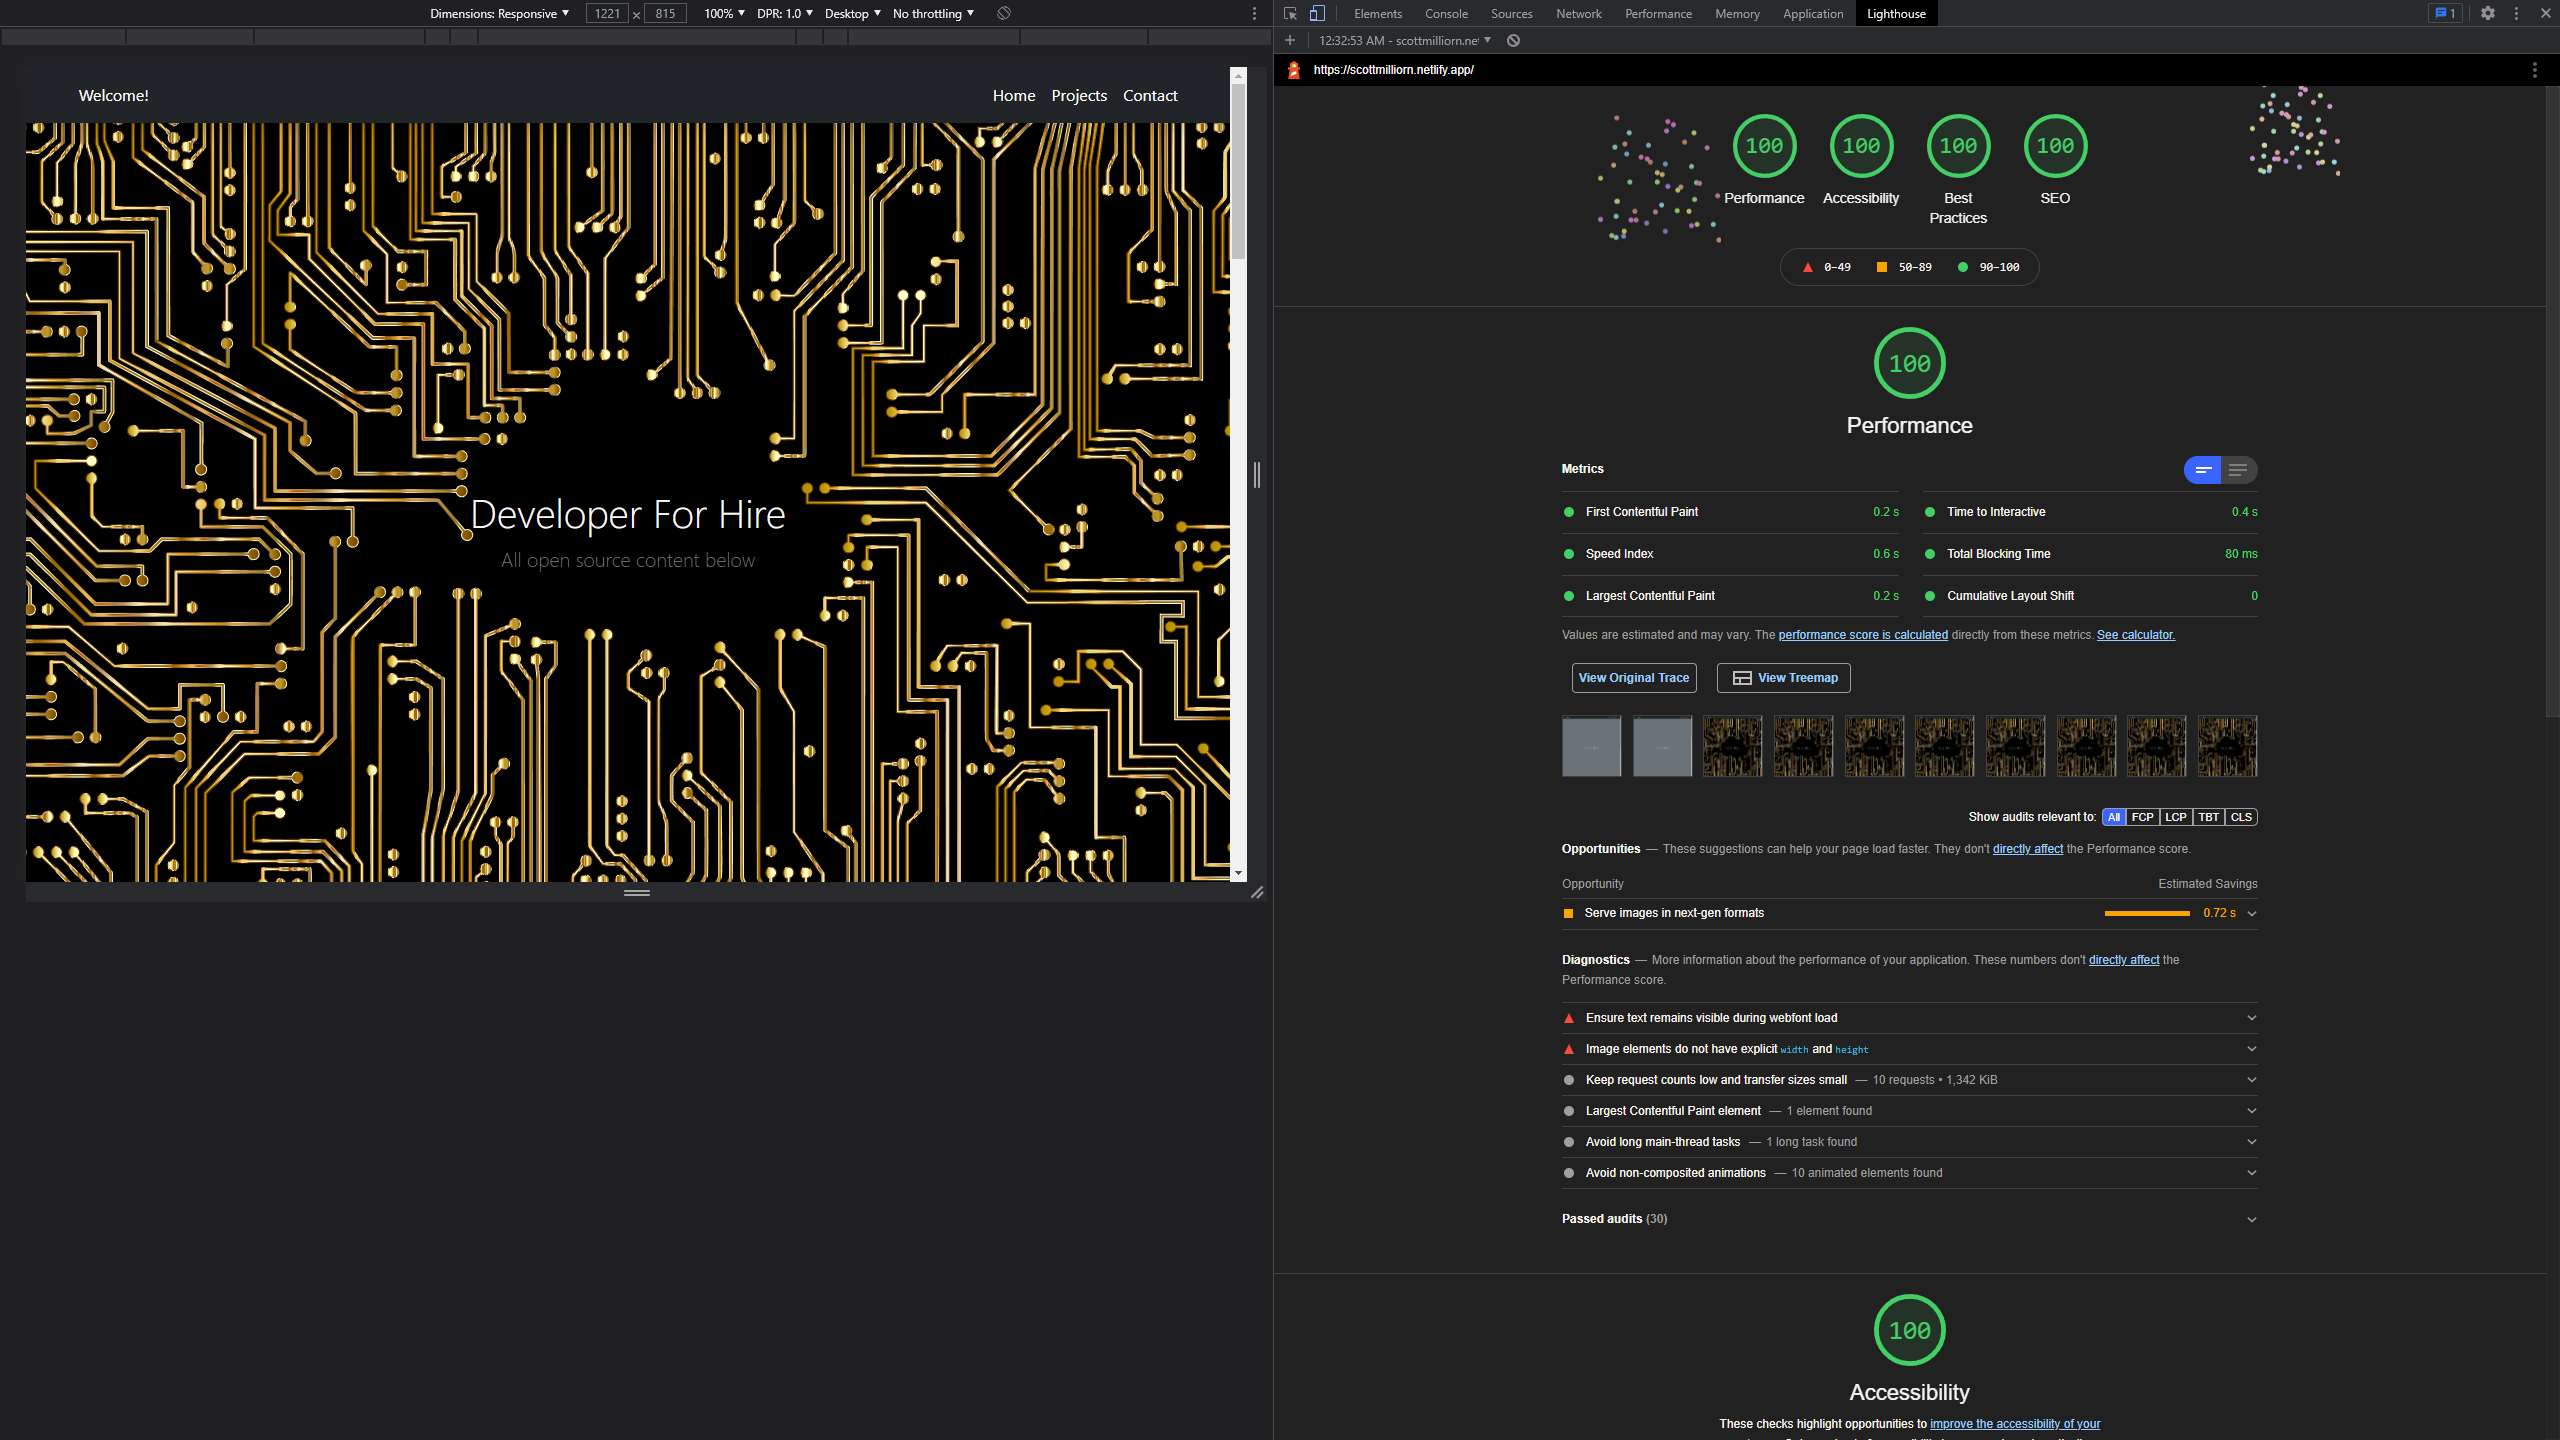 Dimensions: Responsive 1221 × 815 100% DPR: 1.0 Desktop No throttling
Welcome! Home Projects Contact
Developer For Hire
All open source content below
Elements Console Sources Network Performance Memory Application Lighthouse 1
12:32:53 AM - scottmilliorn.net
https://scottmilliorn.netlify.app/
100 100 100 100
Performance Accessibility Best Practices SEO
0–49 50–89 90–100
100
Performance
Metrics
First Contentful Paint 0.2 s
Time to Interactive 0.4 s
Speed Index 0.6 s
Total Blocking Time 80 ms
Largest Contentful Paint 0.2 s
Cumulative Layout Shift 0
Values are estimated and may vary. The performance score is calculated directly from these metrics. See calculator.
View Original Trace View Treemap
Show audits relevant to: All FCP LCP TBT CLS
Opportunities — These suggestions can help your page load faster. They don't directly affect the Performance score.
Opportunity Estimated Savings
Serve images in next-gen formats 0.72 s
Diagnostics — More information about the performance of your application. These numbers don't directly affect the
Performance score.
Ensure text remains visible during webfont load
Image elements do not have explicit width and height
Keep request counts low and transfer sizes small — 10 requests • 1,342 KiB
Largest Contentful Paint element — 1 element found
Avoid long main-thread tasks — 1 long task found
Avoid non-composited animations — 10 animated elements found
Passed audits (30)
100
Accessibility
These checks highlight opportunities to improve the accessibility of your